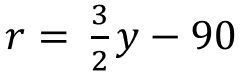 r = 3/2 y − 90